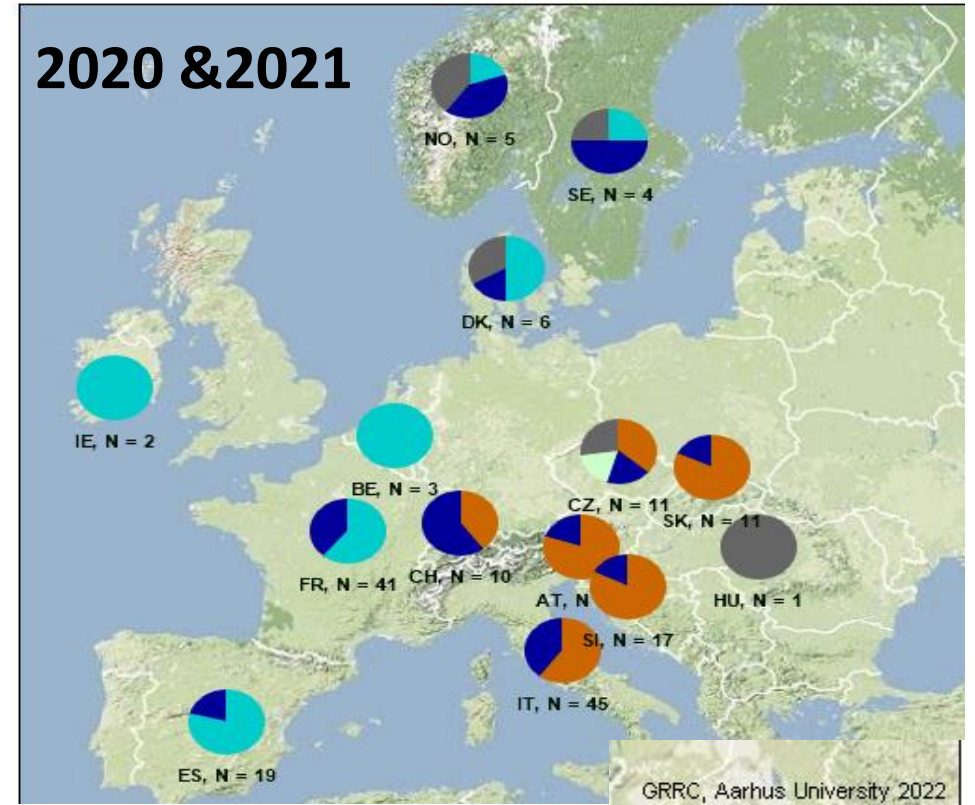 2020 &2021
NO, N = 5
SE, N = 4
DK, N = 6
IE, N = 2
BE, N = 3
CZ, N = 11
SK, N = 11
FR, N = 41
CH, N = 10
AT, N
HU, N = 1
SI, N = 17
IT, N = 45
ES, N = 19
GRRC, Aarhus University 2022